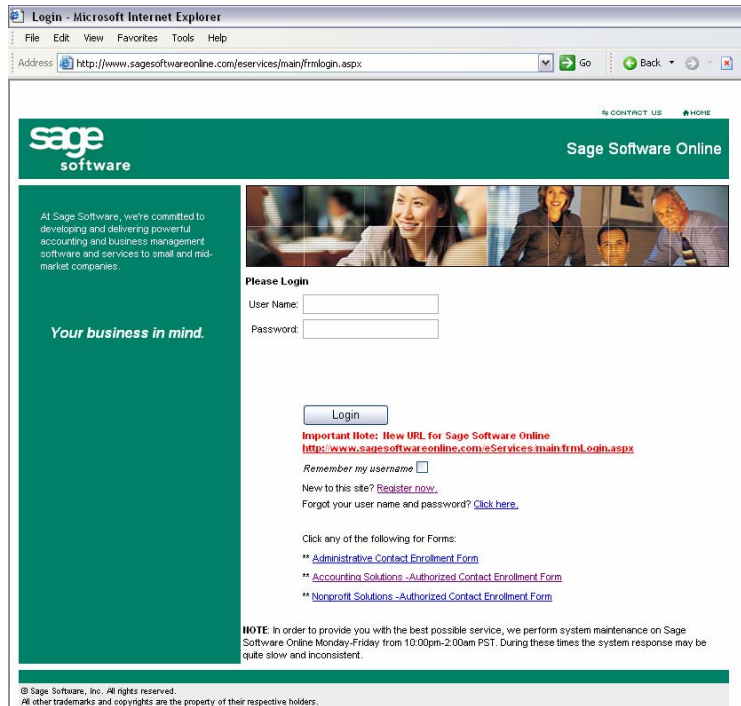 Login - Microsoft Internet Explorer
File Edit View Favorites Tools Help
Address http://www.sagesoftwareonline.com/eservices/main/frmlogin.aspx Go Back
CONTACT US HOME
sage
software
Sage Software Online
At Sage Software, we're committed to
developing and delivering powerful
accounting and business management
software and services to small and mid-
market companies.
Your business in mind.
Please Login
User Name:
Password:
Login
Important Note: New URL for Sage Software Online
http://www.sagesoftwareonline.com/eServices/main/frmLogin.aspx
Remember my username
New to this site? Register now.
Forgot your user name and password? Click here.
Click any of the following for Forms:
** Administrative Contact Enrollment Form
** Accounting Solutions -Authorized Contact Enrollment Form
** Nonprofit Solutions -Authorized Contact Enrollment Form
NOTE: In order to provide you with the best possible service, we perform system maintenance on Sage
Software Online Monday-Friday from 10:00pm-2:00am PST. During these times the system response may be
quite slow and inconsistent.
© Sage Software, Inc. All rights reserved.
All other trademarks and copyrights are the property of their respective holders.